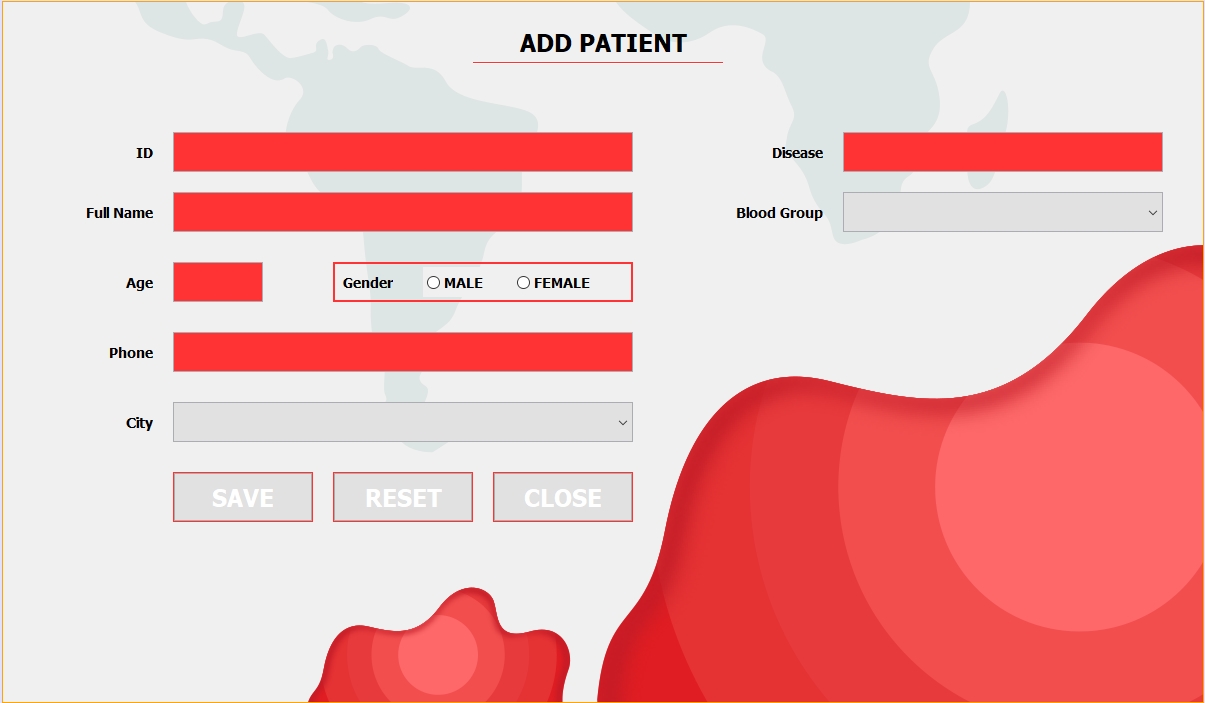 ADD PATIENT
ID
Full Name
Age
Gender MALE FEMALE
Phone
City
SAVE RESET CLOSE
Disease
Blood Group